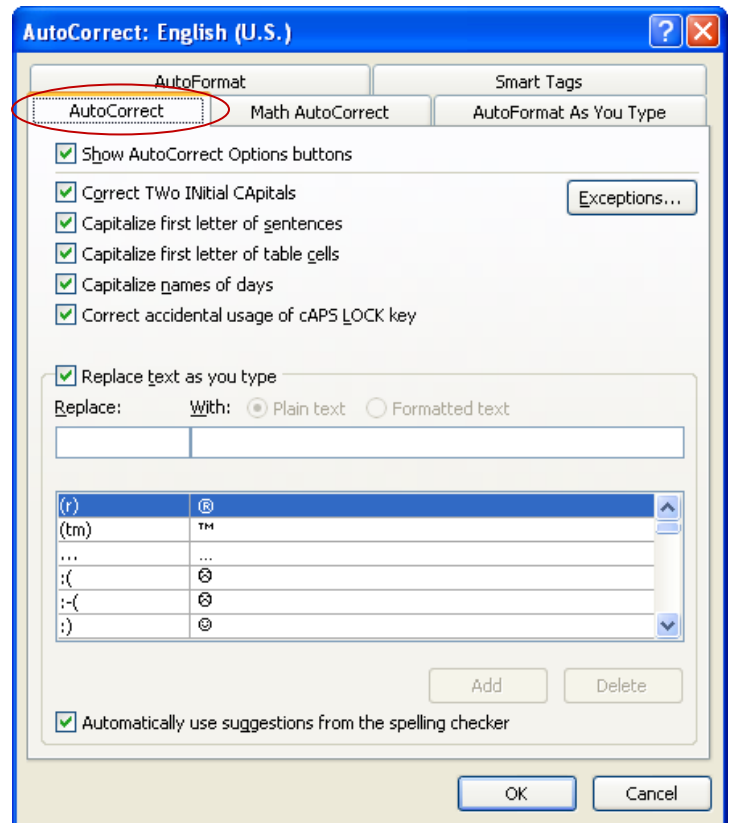 AutoCorrect: English (U.S.)
AutoFormat Smart Tags
AutoCorrect Math AutoCorrect AutoFormat As You Type
Show AutoCorrect Options buttons
Correct TWo INitial CApitals Exceptions...
Capitalize first letter of sentences
Capitalize first letter of table cells
Capitalize names of days
Correct accidental usage of cAPS LOCK key
Replace text as you type
Replace: With: Plain text Formatted text
(r) ®
(tm) ™
... ...
:( ☹
:-( ☹
:) ☺
Add Delete
Automatically use suggestions from the spelling checker
OK Cancel